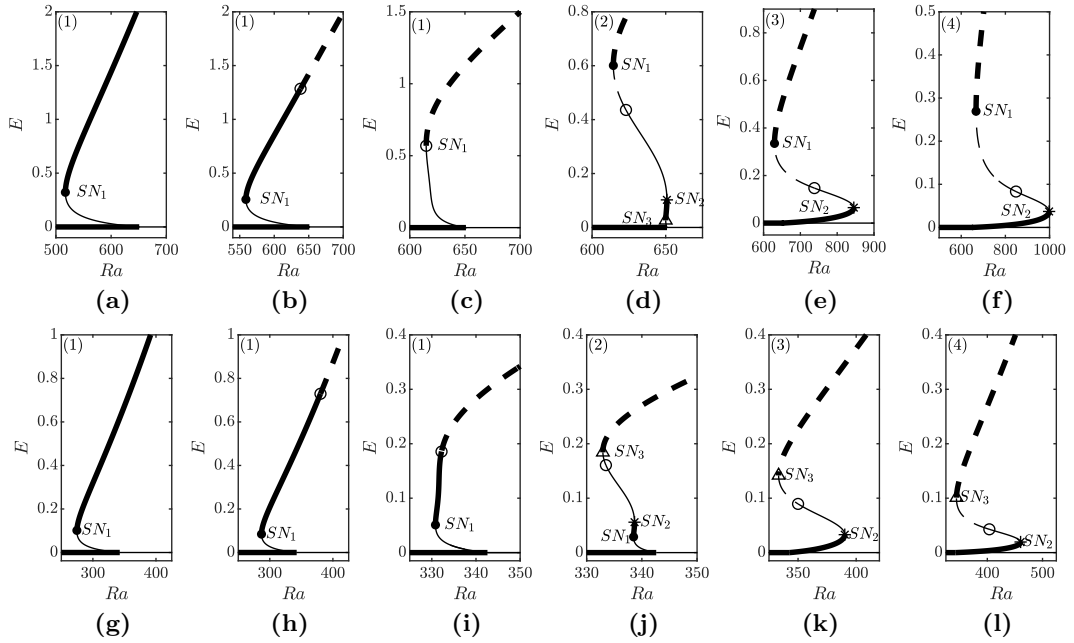 (1)
2
1.5
1
0.5
0
E
SN1
500 600 700
Ra
(a)
(1)
2
1.5
1
0.5
0
E
SN1
550 600 650 700
Ra
(b)
(1)
1.5
1
0.5
0
E
SN1
600 650 700
Ra
(c)
(2)
0.8
0.6
0.4
0.2
0
E
SN1
SN2
SN3
600 650
Ra
(d)
(3)
0.8
0.6
0.4
0.2
0
E
SN1
SN2
600 700 800 900
Ra
(e)
(4)
0.5
0.4
0.3
0.2
0.1
0
E
SN1
SN2
600 800 1000
Ra
(f)
(1)
1
0.8
0.6
0.4
0.2
0
E
SN1
300 400
Ra
(g)
(1)
1
0.8
0.6
0.4
0.2
0
E
SN1
300 400
Ra
(h)
(1)
0.4
0.3
0.2
0.1
0
E
SN1
330 340 350
Ra
(i)
(2)
0.4
0.3
0.2
0.1
0
E
SN3
SN2
SN1
330 340 350
Ra
(j)
(3)
0.4
0.3
0.2
0.1
0
E
SN3
SN2
350 400
Ra
(k)
(4)
0.4
0.3
0.2
0.1
0
E
SN3
SN2
400 500
Ra
(l)